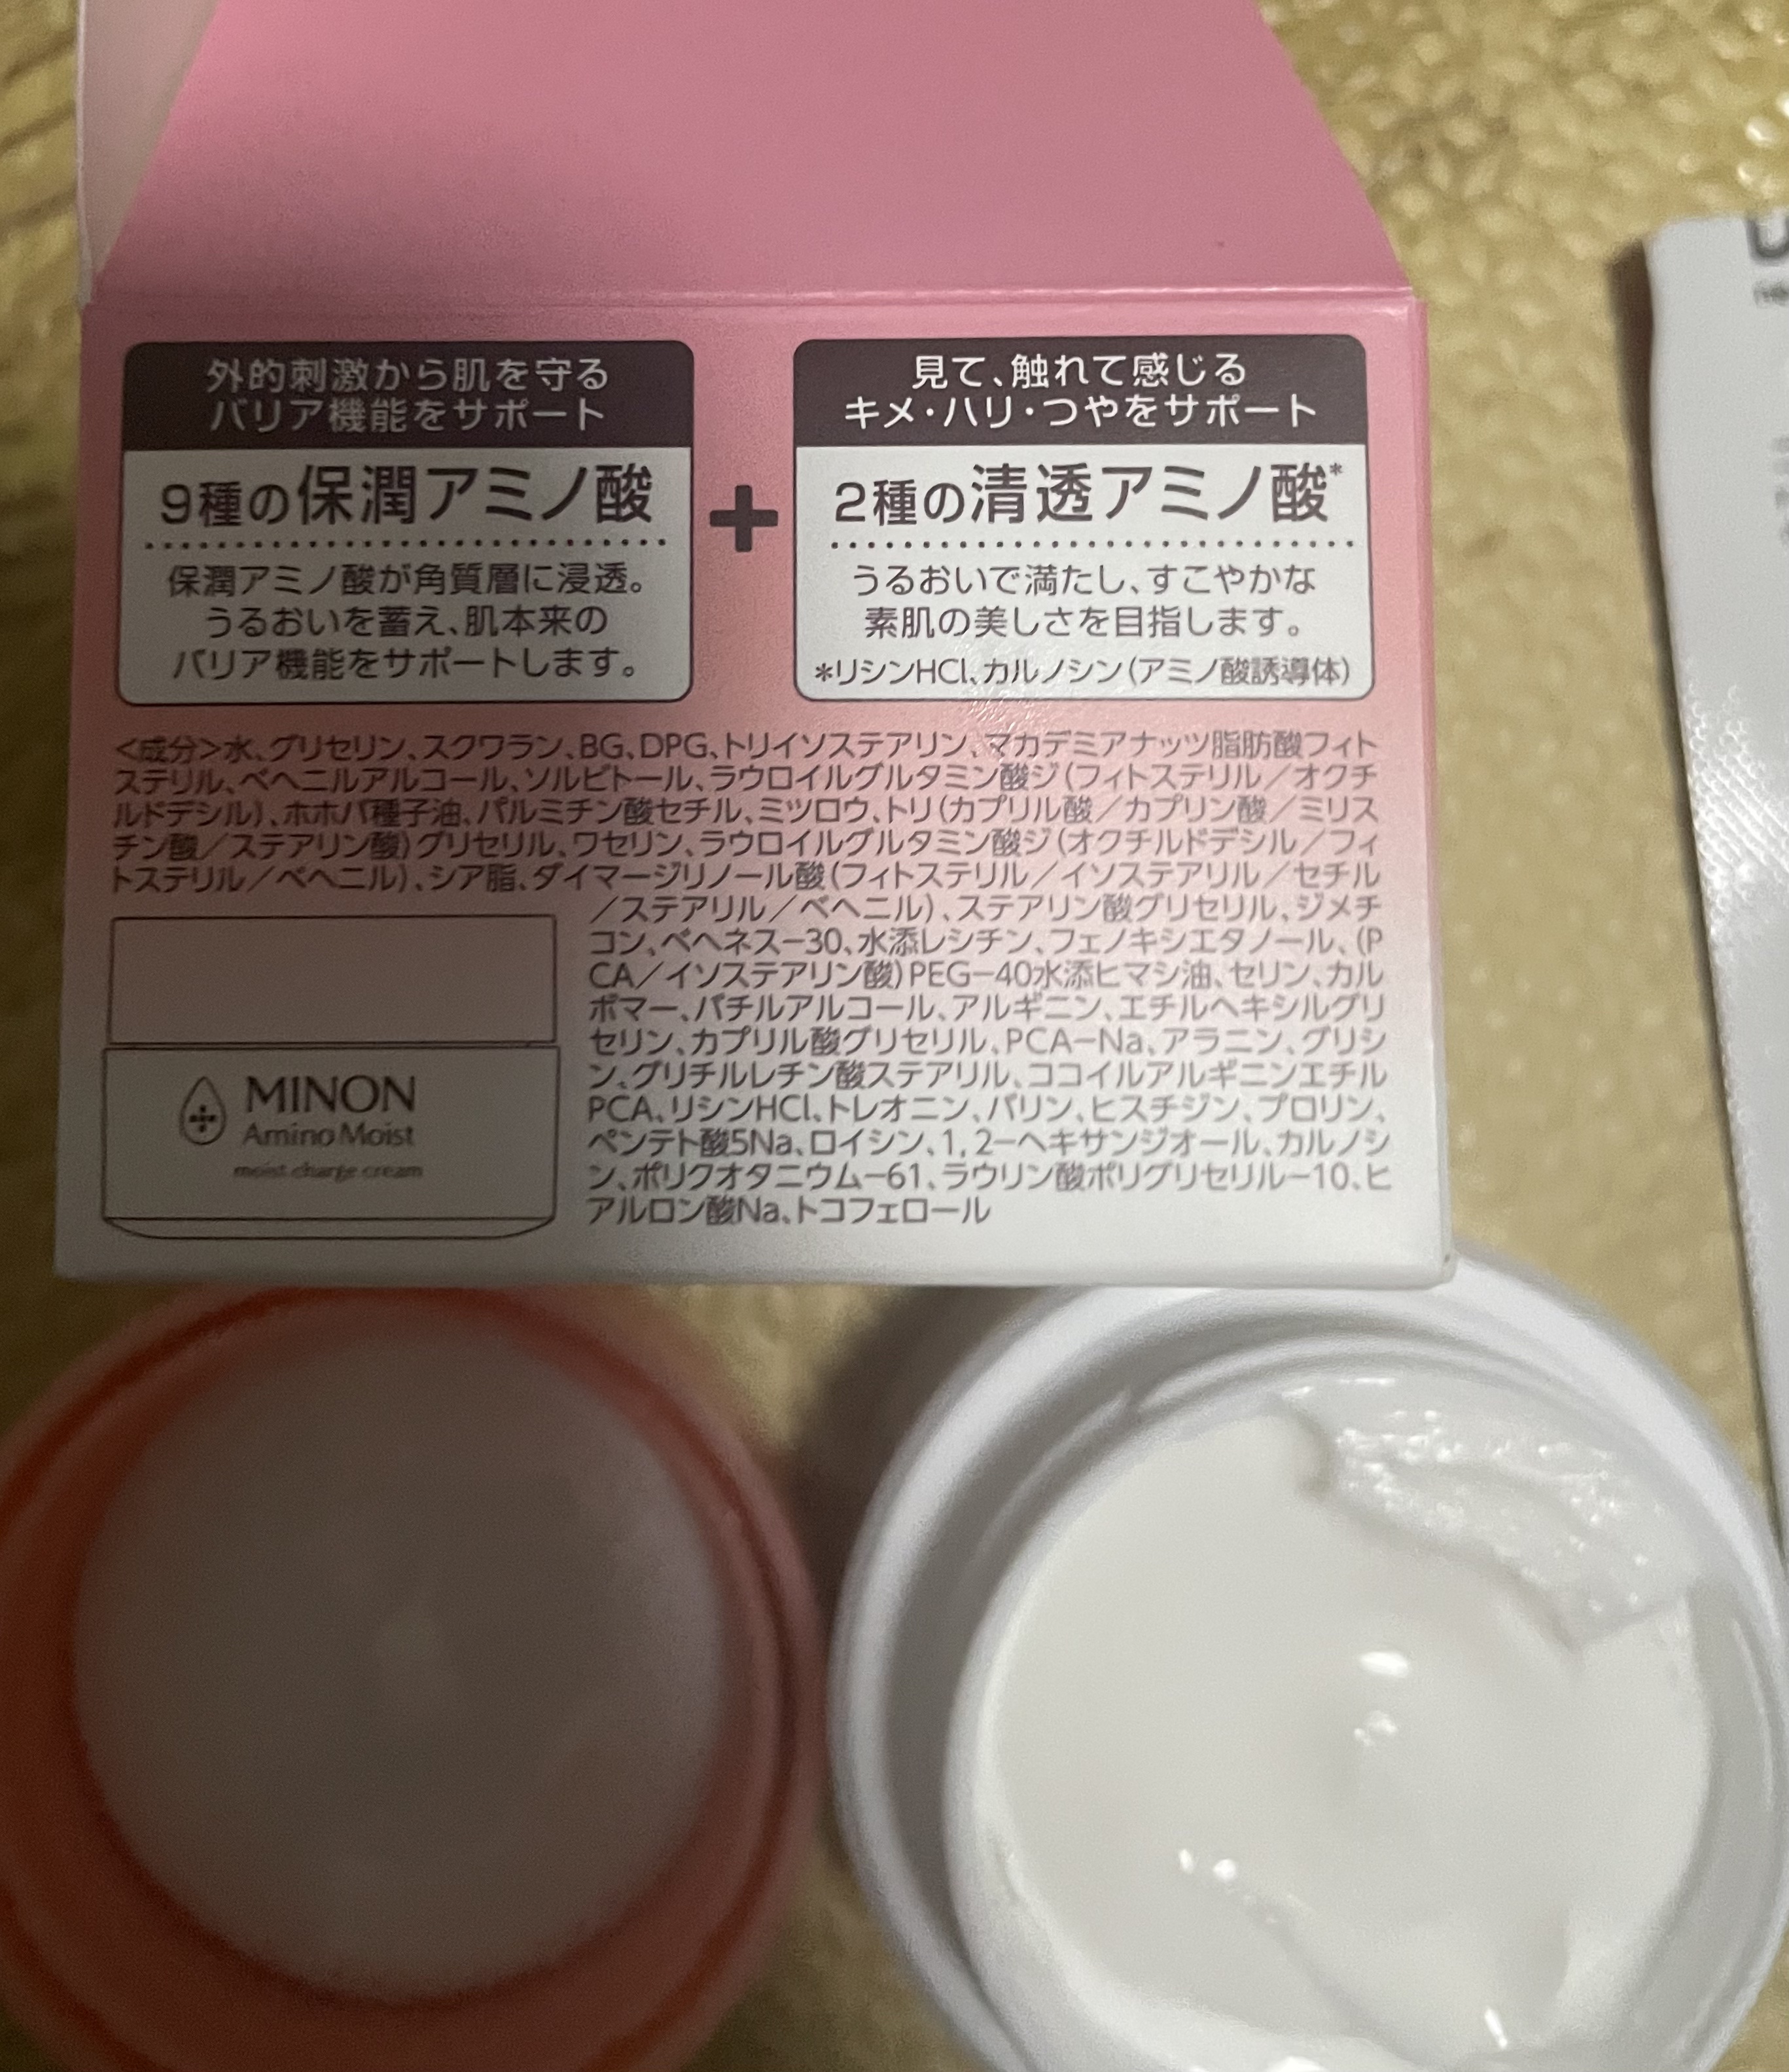 外的刺激から肌を守る
バリア機能をサポート
9種の保潤アミノ酸
保潤アミノ酸が角質層に浸透。
うるおいを蓄え、肌本来の
バリア機能をサポートします。
+
見て、触れて感じる
キメ・ハリ・つやをサポート
2種の清透アミノ酸*
うるおいで満たし、すこやかな
素肌の美しさを目指します。
*リシンHCl、カルノシン(アミノ酸誘導体)
<成分>水、グリセリン、スクワラン、BG、DPG、トリイソステアリン、マカデミアナッツ脂肪酸フィト
ステリル、ベヘニルアルコール、ソルビトール、ラウロイルグルタミン酸ジ(フィトステリル/オクチ
ルドデシル)、ホホバ種子油、パルミチン酸セチル、ミツロウ、トリ(カプリル酸/カプリン酸/ミリス
チン酸/ステアリン酸)グリセリル、ワセリン、ラウロイルグルタミン酸ジ(オクチルドデシル/フィ
トステリル/ベヘニル)、シア脂、ダイマージリノール酸(フィトステリル/イソステアリル/セチル
/ステアリル/ベヘニル)、ステアリン酸グリセリル、ジメチ
コン、ベヘネス-30、水添レシチン、フェノキシエタノール、(P
CA/イソステアリン酸)PEG-40水添ヒマシ油、セリン、カル
ボマー、バチルアルコール、アルギニン、エチルヘキシルグリ
セリン、カプリル酸グリセリル、PCA-Na、アラニン、グリシ
ン、グリチルレチン酸ステアリル、ココイルアルギニンエチル
PCA、リシンHCl、トレオニン、バリン、ヒスチジン、プロリン、
ペンテト酸5Na、ロイシン、1,2-ヘキサンジオール、カルノシ
ン、ポリクオタニウム-61、ラウリン酸ポリグリセリル-10、ヒ
アルロン酸Na、トコフェロール
MINON
Amino Moist
moist charge cream